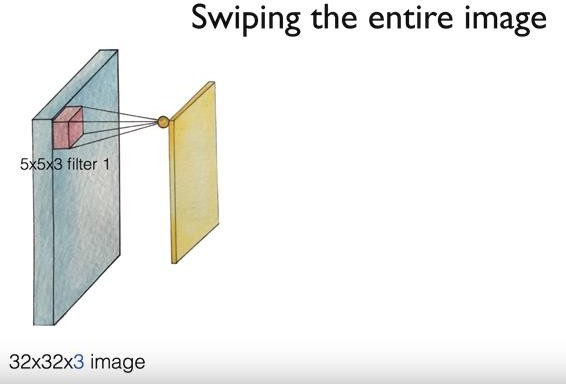 Swiping the entire image
5x5x3 filter 1
32x32x3 image